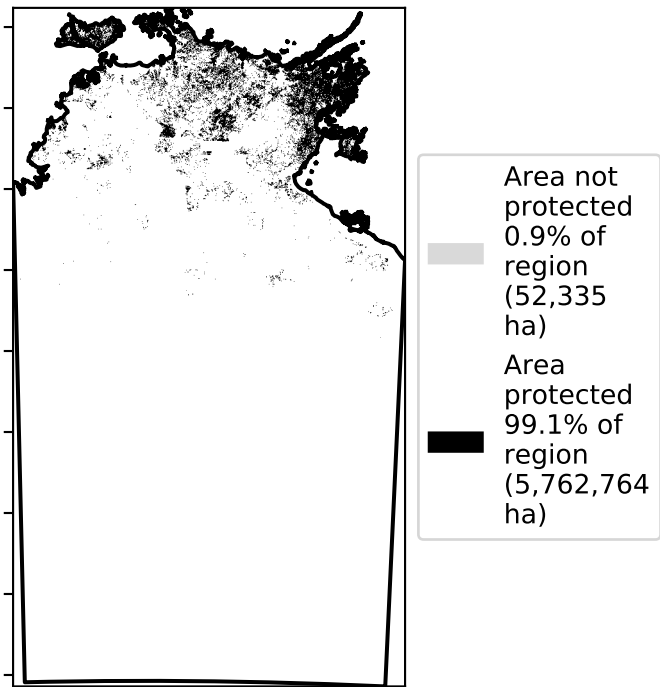 Area not
protected
0.9% of
region
(52,335
ha)
Area
protected
99.1% of
region
(5,762,764
ha)